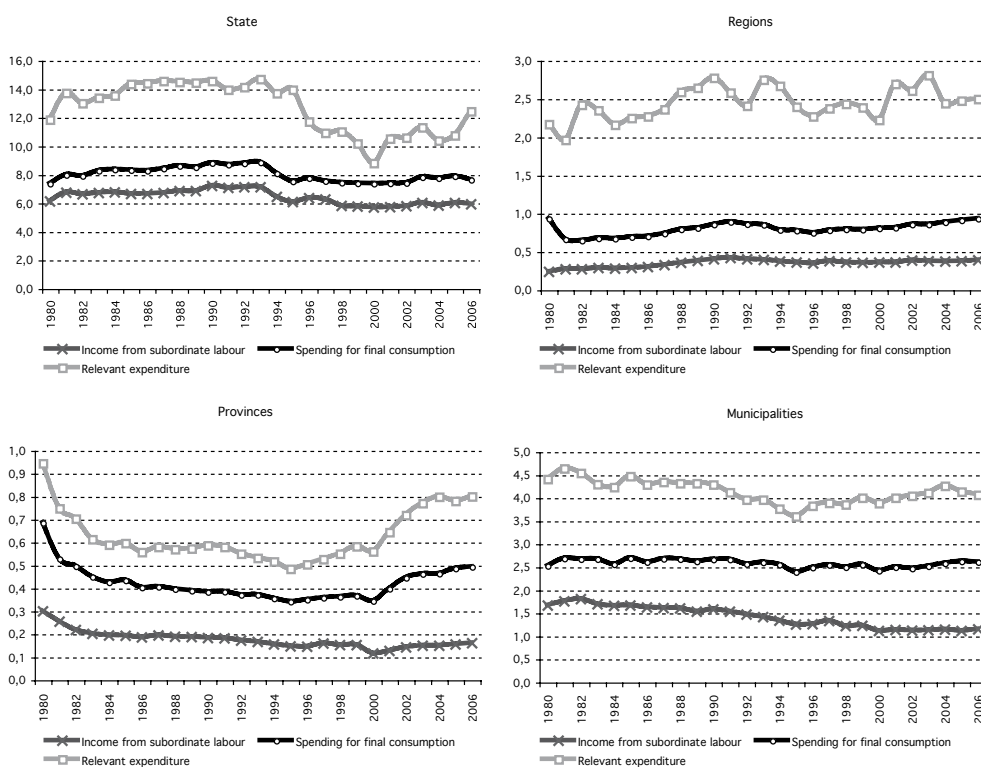 State
16,0
14,0
12,0
10,0
8,0
6,0
4,0
2,0
0,0
1980 1982 1984 1986 1988 1990 1992 1994 1996 1998 2000 2002 2004 2006
Income from subordinate labour Spending for final consumption
Relevant expenditure
Regions
3,0
2,5
2,0
1,5
1,0
0,5
0,0
1980 1982 1984 1986 1988 1990 1992 1994 1996 1998 2000 2002 2004 2006
Income from subordinate labour Spending for final consumption
Relevant expenditure
Provinces
1,0
0,9
0,8
0,7
0,6
0,5
0,4
0,3
0,2
0,1
0,0
1980 1982 1984 1986 1988 1990 1992 1994 1996 1998 2000 2002 2004 2006
Income from subordinate labour Spending for final consumption
Relevant expenditure
Municipalities
5,0
4,5
4,0
3,5
3,0
2,5
2,0
1,5
1,0
0,5
0,0
1980 1982 1984 1986 1988 1990 1992 1994 1996 1998 2000 2002 2004 2006
Income from subordinate labour Spending for final consumption
Relevant expenditure